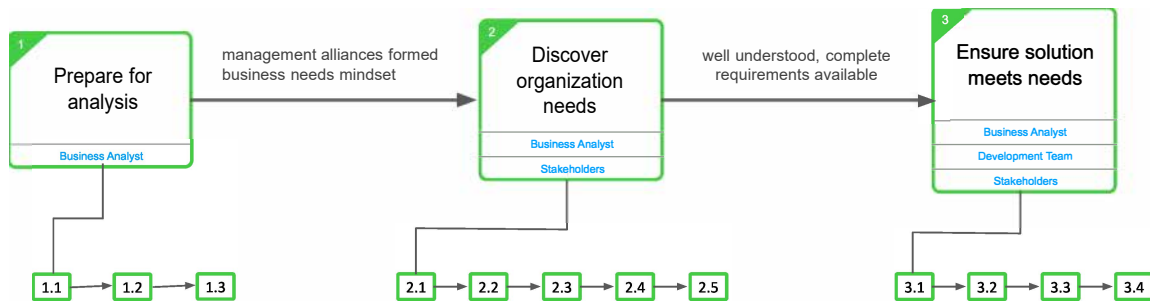 1
Prepare for
analysis
Business Analyst
management alliances formed
business needs mindset
2
Discover
organization
needs
Business Analyst
Stakeholders
well understood, complete
requirements available
3
Ensure solution
meets needs
Business Analyst
Development Team
Stakeholders
1.1
1.2
1.3
2.1
2.2
2.3
2.4
2.5
3.1
3.2
3.3
3.4